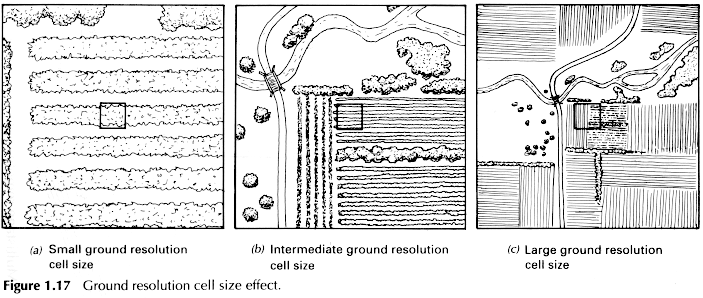 (a) Small ground resolution
cell size
(b) Intermediate ground resolution
cell size
(c) Large ground resolution
cell size
Figure 1.17 Ground resolution cell size effect.